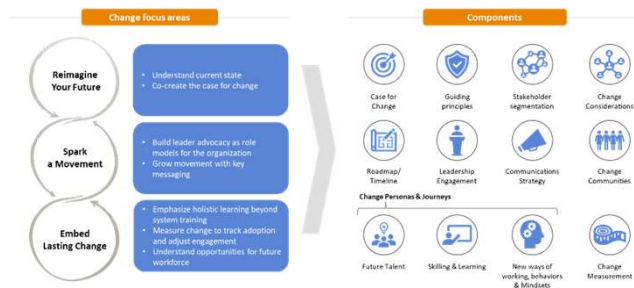 Change focus areas
Components
Reimagine
Your Future
• Understand current state
• Co-create the case for change
Spark
a Movement
• Build leader advocacy as role
models for the organization
• Grow movement with key
messaging
Embed
Lasting Change
• Emphasize holistic learning beyond
system training
• Measure change to track adoption
and adjust engagement
• Understand opportunities for future
workforce
Case for
Change
Guiding
principles
Stakeholder
segmentation
Change
Considerations
Roadmap/
Timeline
Leadership
Engagement
Communications
Strategy
Change
Communities
Change Personas & Journeys
Future Talent
Skilling & Learning
New ways of
working, behaviors
& Mindsets
Change
Measurement